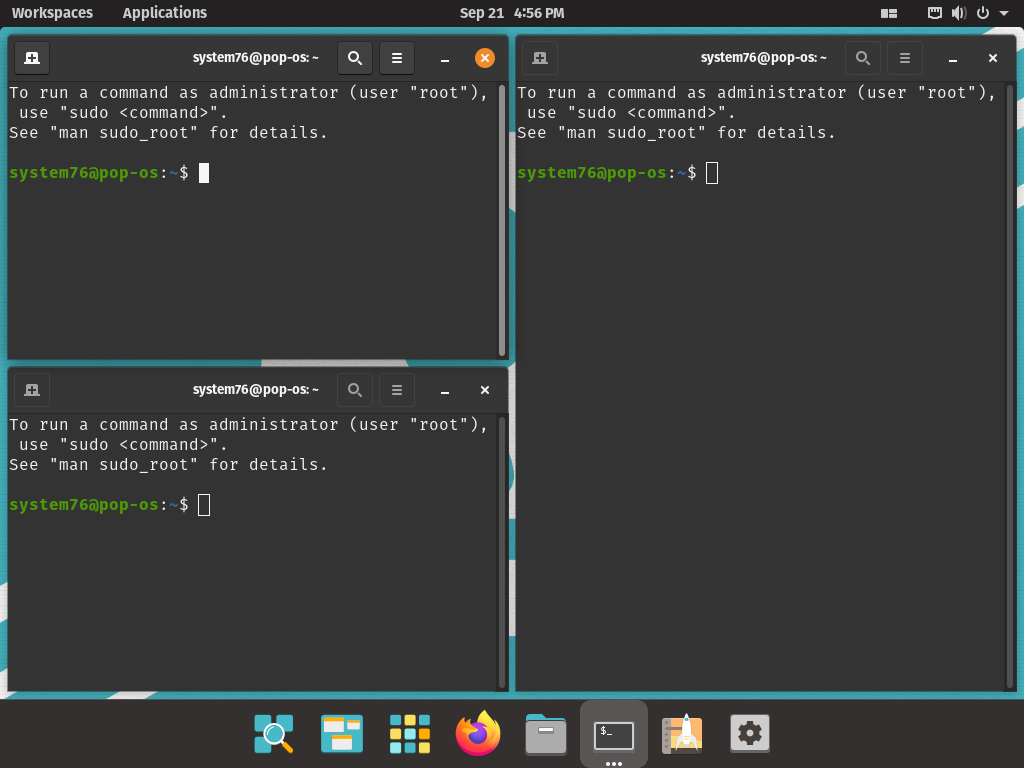 Workspaces Applications Sep 21 4:56 PM
system76@pop-os: ~
To run a command as administrator (user "root"),
use "sudo <command>".
See "man sudo_root" for details.
system76@pop-os:~$
system76@pop-os: ~
To run a command as administrator (user "root"),
use "sudo <command>".
See "man sudo_root" for details.
system76@pop-os:~$
system76@pop-os: ~
To run a command as administrator (user "root"),
use "sudo <command>".
See "man sudo_root" for details.
system76@pop-os:~$
$_